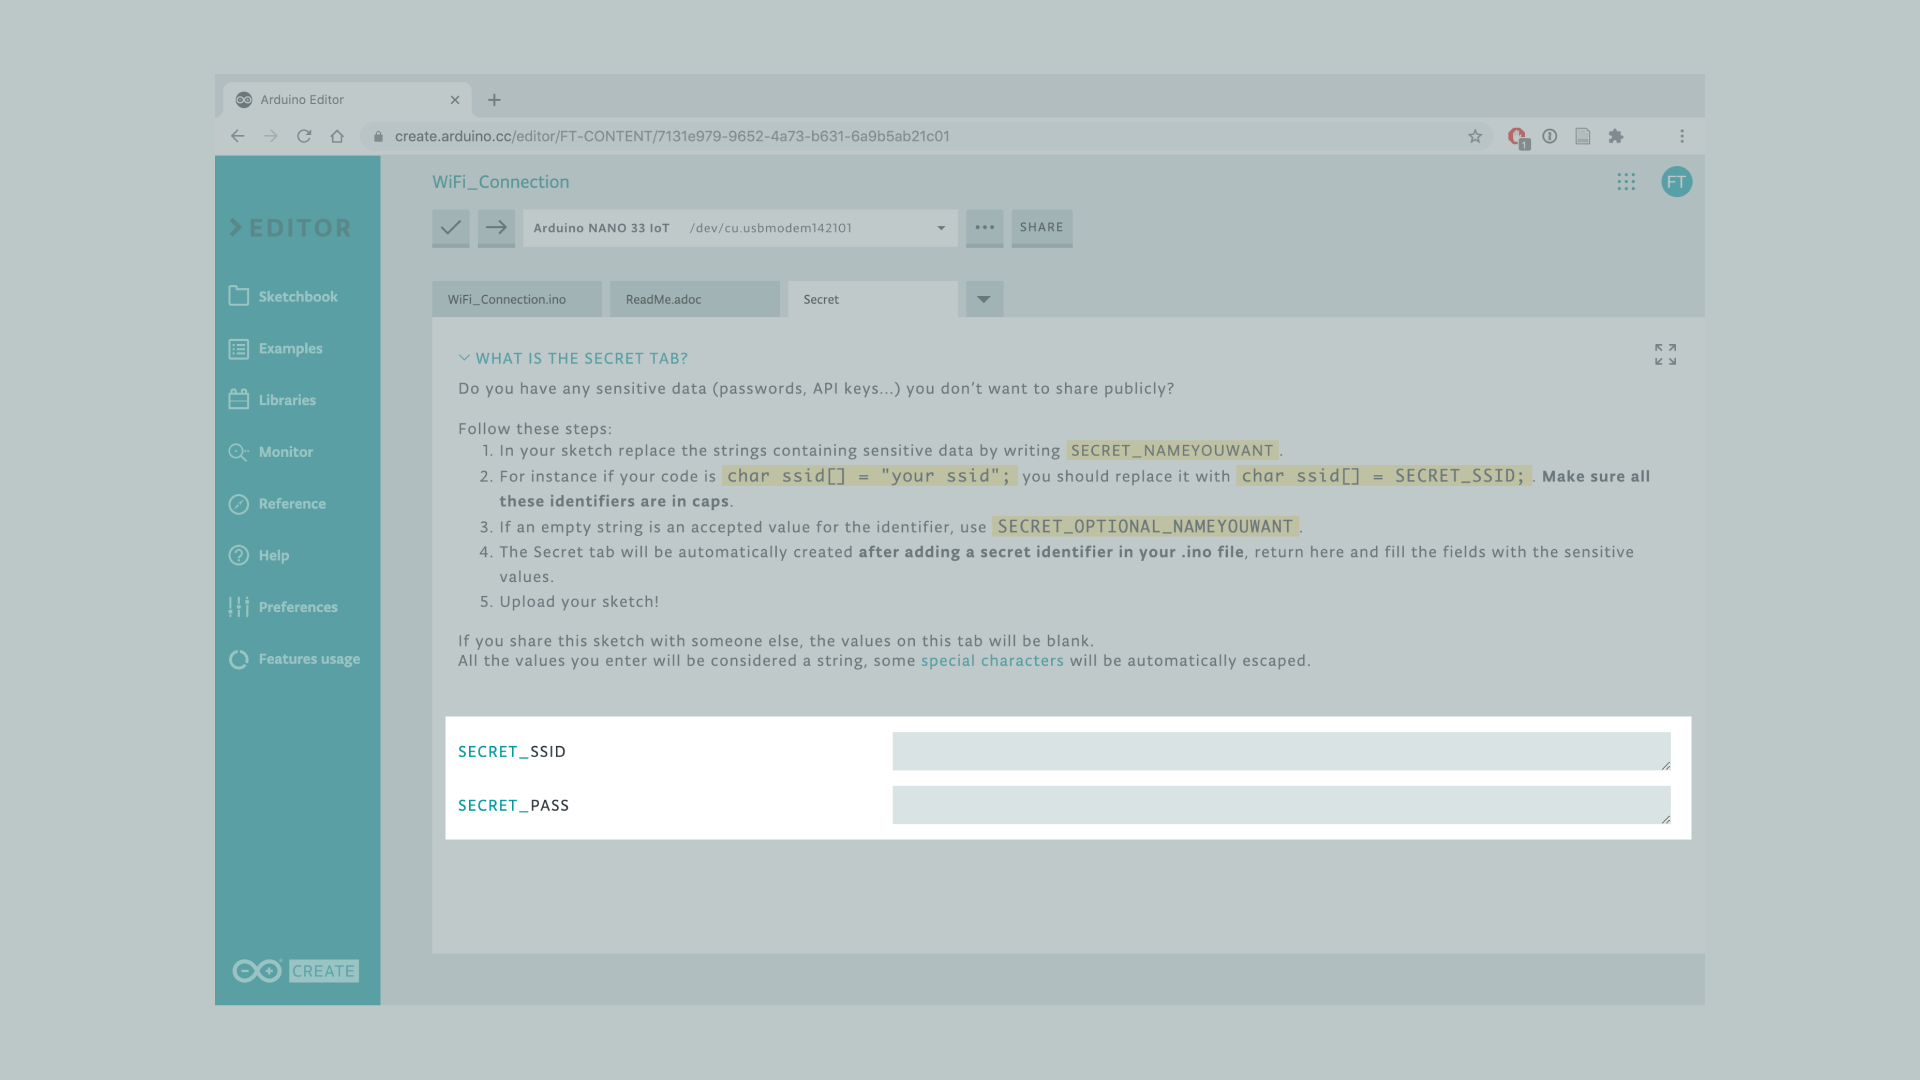 Arduino Editor
create.arduino.cc/editor/FT-CONTENT/7131e979-9652-4a73-b631-6a9b5ab21c01
1
WiFi_Connection
FT
EDITOR
Arduino NANO 33 IoT /dev/cu.usbmodem142101
SHARE
Sketchbook
Examples
Libraries
Monitor
Reference
Help
Preferences
Features usage
CREATE
WiFi_Connection.ino
ReadMe.adoc
Secret
WHAT IS THE SECRET TAB?
Do you have any sensitive data (passwords, API keys...) you don't want to share publicly?
Follow these steps:
1. In your sketch replace the strings containing sensitive data by writing SECRET_NAMEYOUWANT.
2. For instance if your code is char ssid[] = "your ssid"; you should replace it with char ssid[] = SECRET_SSID;. Make sure all
these identifiers are in caps.
3. If an empty string is an accepted value for the identifier, use SECRET_OPTIONAL_NAMEYOUWANT.
4. The Secret tab will be automatically created after adding a secret identifier in your .ino file, return here and fill the fields with the sensitive
values.
5. Upload your sketch!
If you share this sketch with someone else, the values on this tab will be blank.
All the values you enter will be considered a string, some special characters will be automatically escaped.
SECRET_SSID
SECRET_PASS